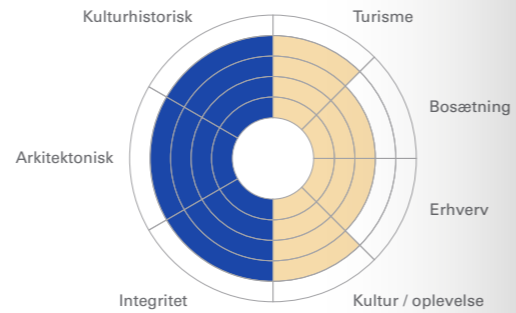 Kulturhistorisk
Turisme
Bosætning
Arkitektonisk
Erhverv
Integritet
Kultur / oplevelse